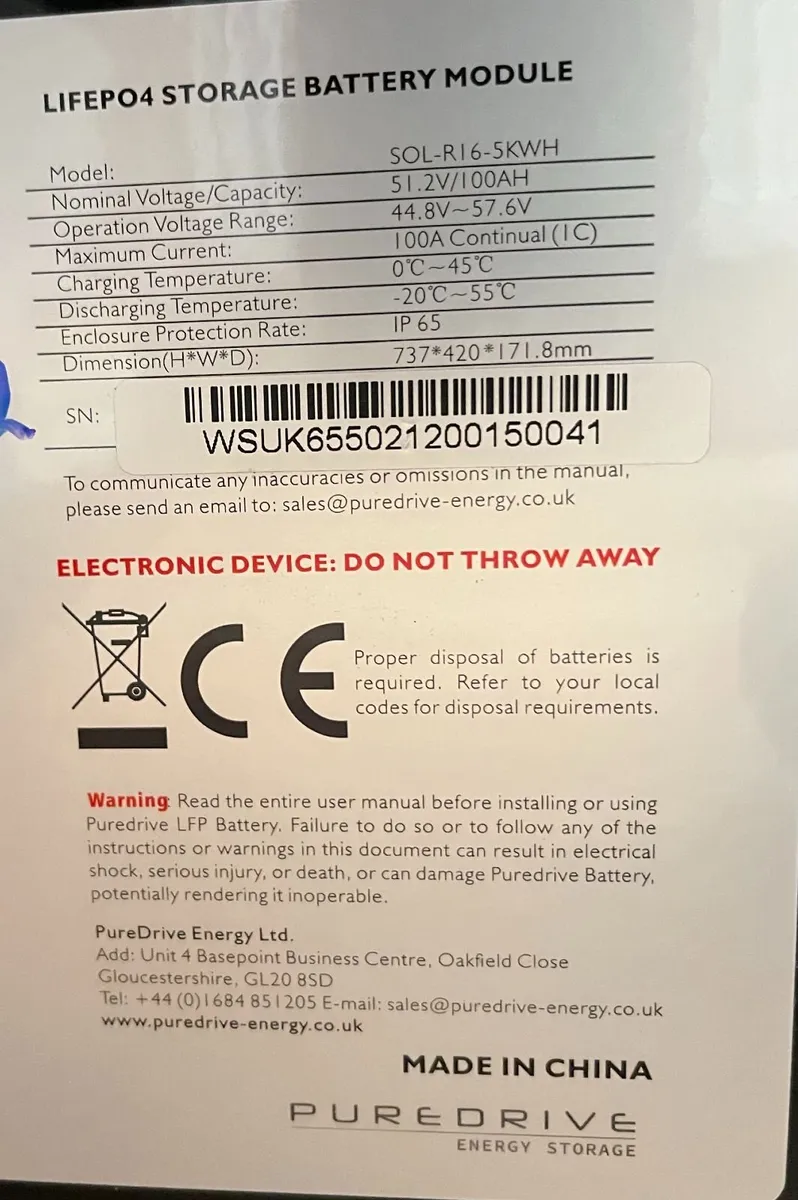 LIFEPO4 STORAGE BATTERY MODULE
Model: SOL-R16-5KWH
Nominal Voltage/Capacity: 51.2V/100AH
Operation Voltage Range: 44.8V~57.6V
Maximum Current: 100A Continual (1C)
Charging Temperature: 0℃~45℃
Discharging Temperature: -20℃~55℃
Enclosure Protection Rate: IP 65
Dimension(H*W*D): 737*420*171.8mm
SN:
WSUK655021200150041
To communicate any inaccuracies or omissions in the manual,
please send an email to: sales@puredrive-energy.co.uk
ELECTRONIC DEVICE: DO NOT THROW AWAY
CE
Proper disposal of batteries is
required. Refer to your local
codes for disposal requirements.
Warning: Read the entire user manual before installing or using
Puredrive LFP Battery. Failure to do so or to follow any of the
instructions or warnings in this document can result in electrical
shock, serious injury, or death, or can damage Puredrive Battery,
potentially rendering it inoperable.
PureDrive Energy Ltd.
Add: Unit 4 Basepoint Business Centre, Oakfield Close
Gloucestershire, GL20 8SD
Tel: +44 (0)1684 851205 E-mail: sales@puredrive-energy.co.uk
www.puredrive-energy.co.uk
MADE IN CHINA
PUREDRIVE
ENERGY STORAGE